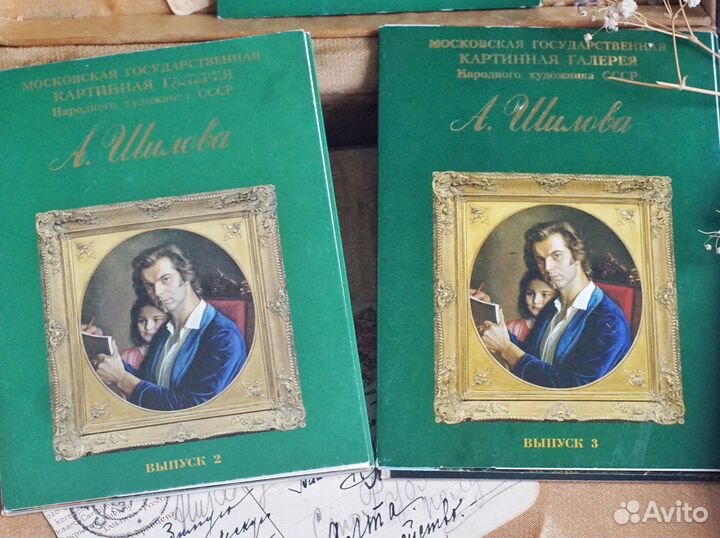 МОСКОВСКАЯ ГОСУДАРСТВЕННАЯ
КАРТИННАЯ ГАЛЕРЕЯ
Народного художника СССР
А. Шилова
ВЫПУСК 2
МОСКОВСКАЯ ГОСУДАРСТВЕННАЯ
КАРТИННАЯ ГАЛЕРЕЯ
Народного художника СССР
А. Шилова
ВЫПУСК 3
Avito